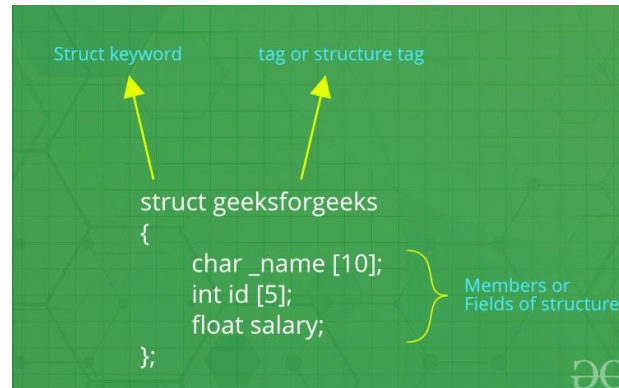 Struct keyword tag or structure tag
struct geeksforgeeks
{
char _name [10];
int id [5];
float salary;
};
Members or
Fields of structure